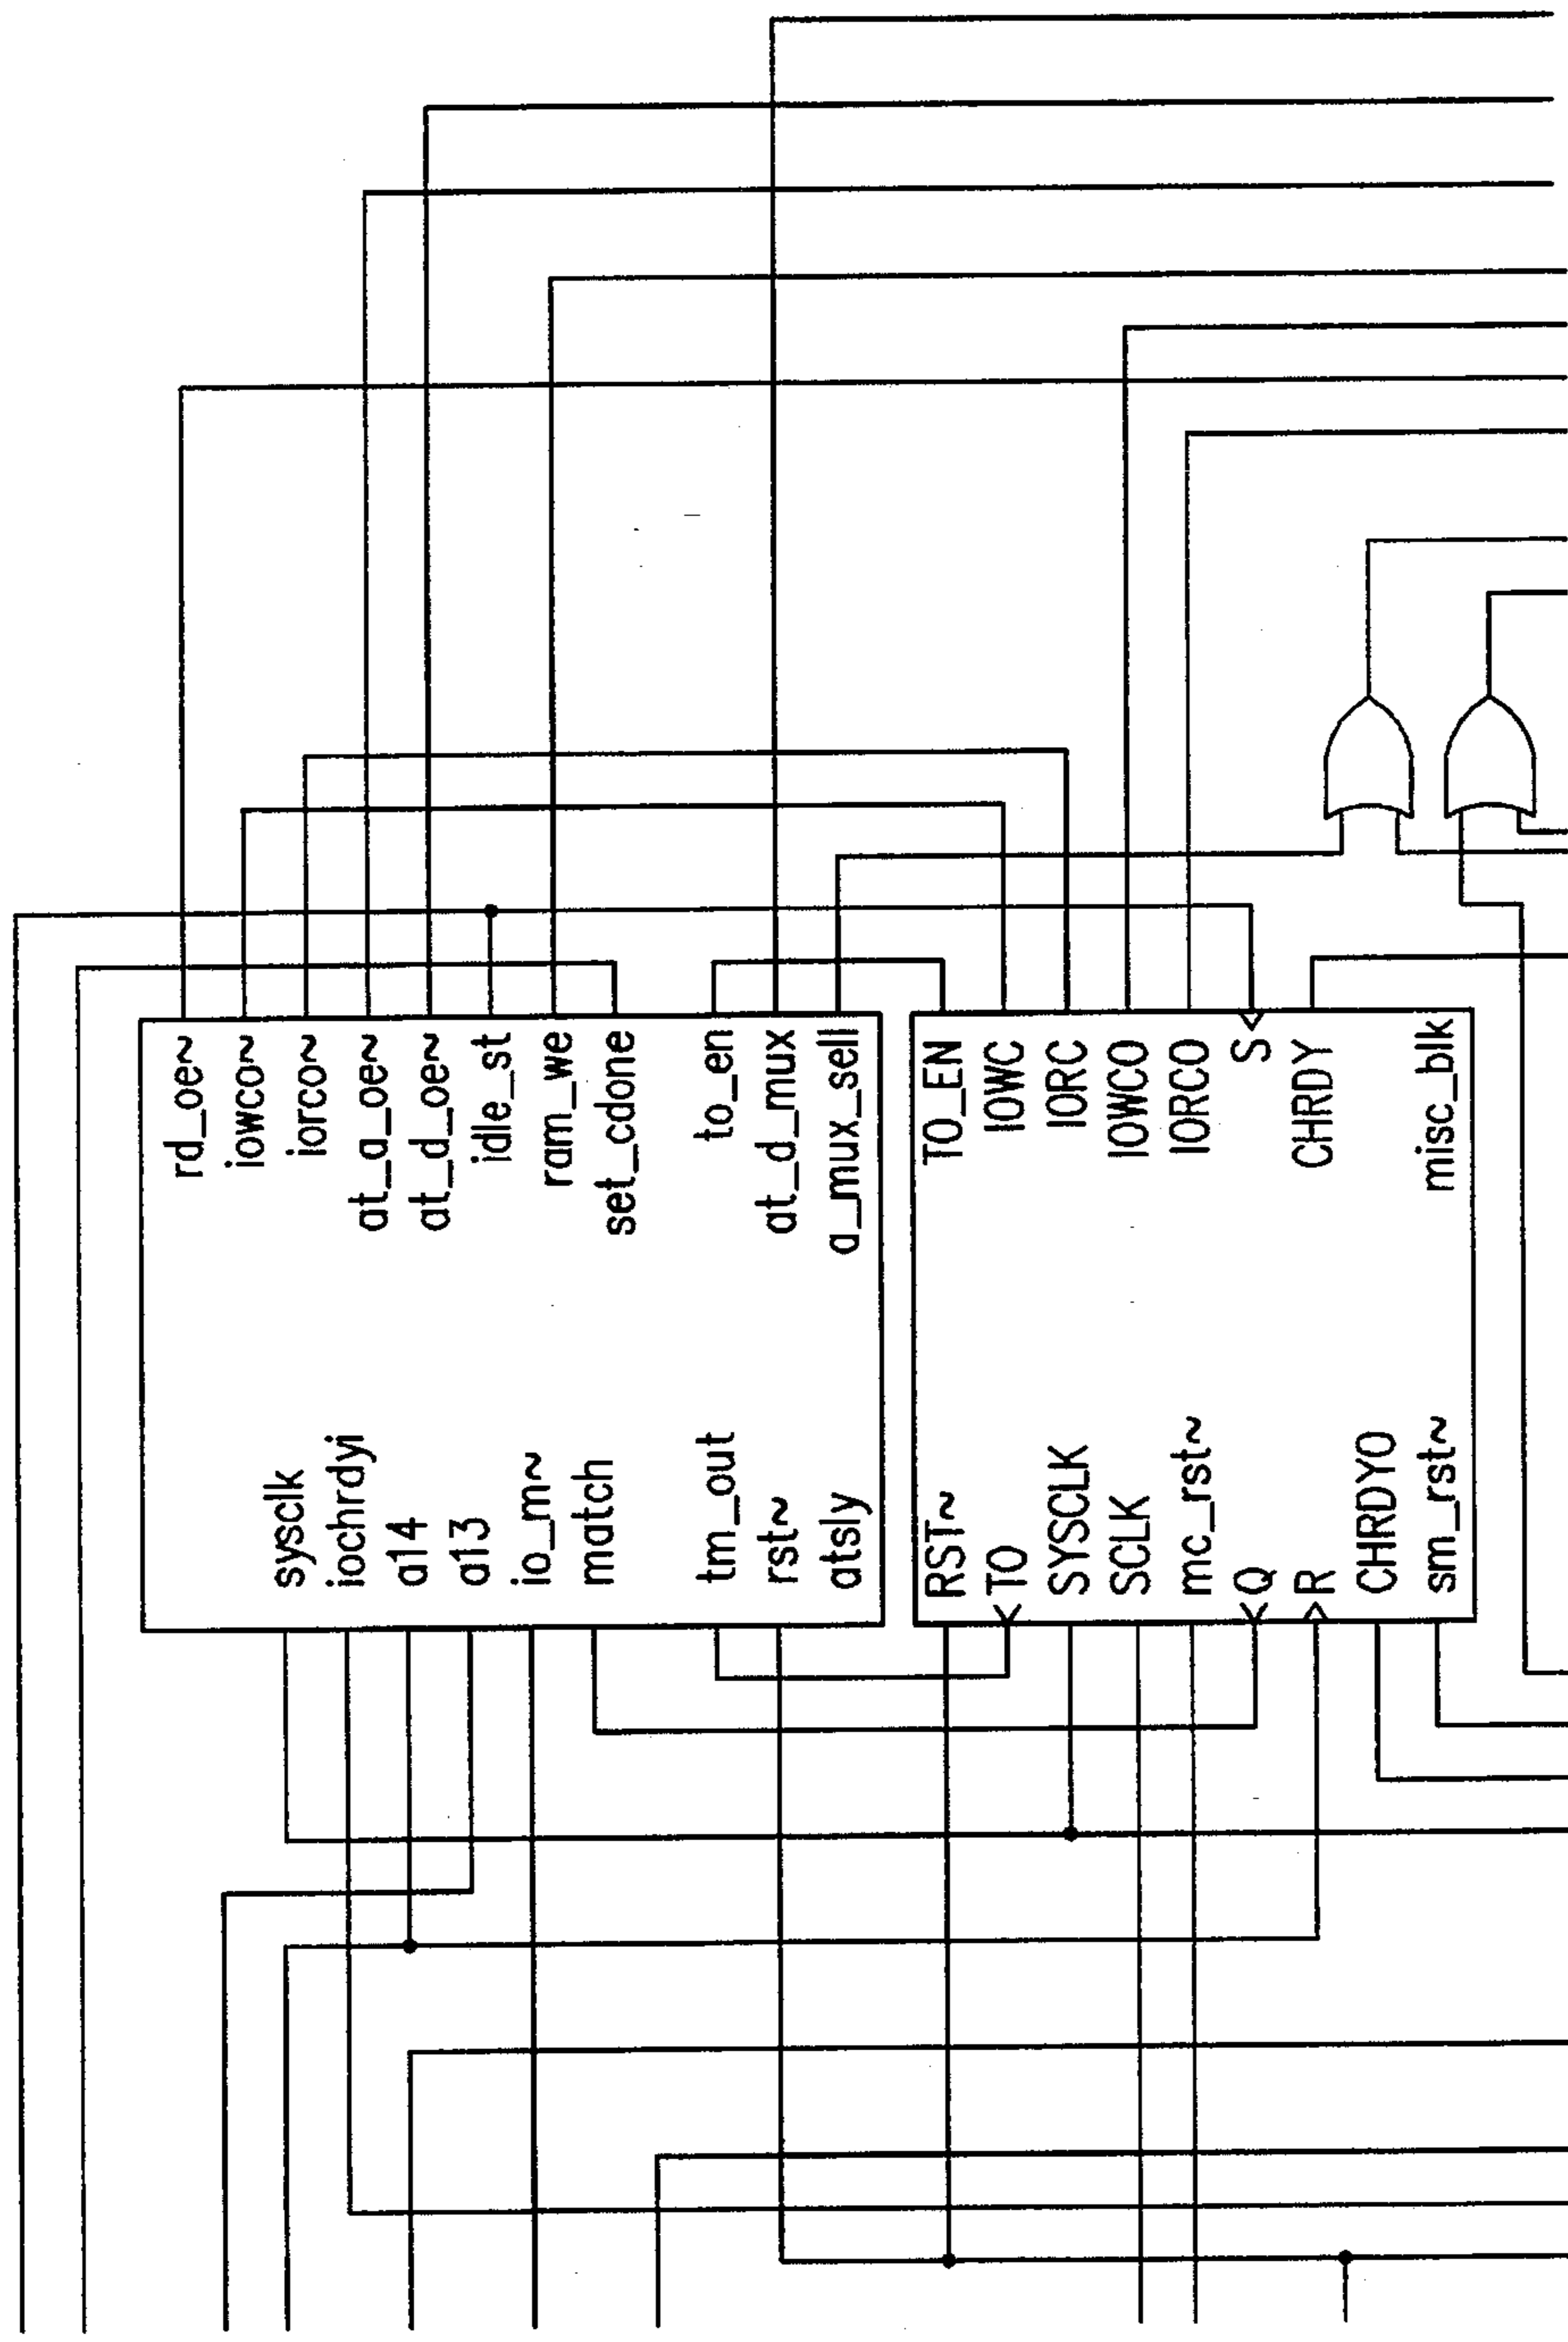 sysclk
iochrdyi
a14
a13
io_m~
match
tm_out
rst~
atsly
rd_oe~
iowco~
iorco~
at_a_oe~
at_d_oe~
idle_st
ram_we
set_cdone
to_en
at_d_mux
a_mux_sell
RST~
TO
SYSCLK
SCLK
mc_rst~
Q
R
CHRDYO
sm_rst~
TO_EN
IOWC
IORC
IOWCO
IORCO
S
CHRDY
misc_blk